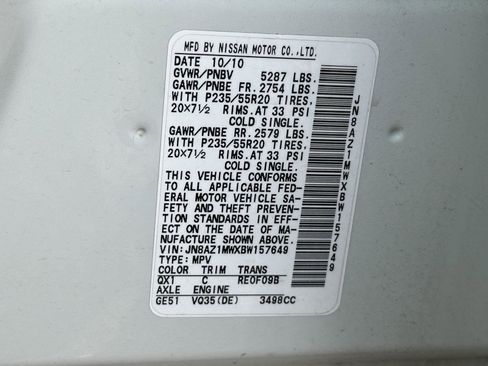 MFD BY NISSAN MOTOR CO.,LTD.
DATE 10/10
GVWR/PNBV 5287 LBS.
GAWR/PNBE FR. 2754 LBS.
WITH P235/55R20 TIRES,
20×7½ RIMS.AT 33 PSI
COLD SINGLE.
GAWR/PNBE RR. 2579 LBS.
WITH P235/55R20 TIRES,
20×7½ RIMS.AT 33 PSI
COLD SINGLE.
THIS VEHICLE CONFORMS
TO ALL APPLICABLE FED-
ERAL MOTOR VEHICLE SA-
FETY AND THEFT PREVEN-
TION STANDARDS IN EFF-
ECT ON THE DATE OF MA-
NUFACTURE SHOWN ABOVE.
VIN: JN8AZ1MWXBW157649
TYPE: MPV
COLOR TRIM TRANS
QX1 C RE0F09B
AXLE ENGINE
GE51 VQ35(DE) 3498CC
JN8AZ1MWXBW157649